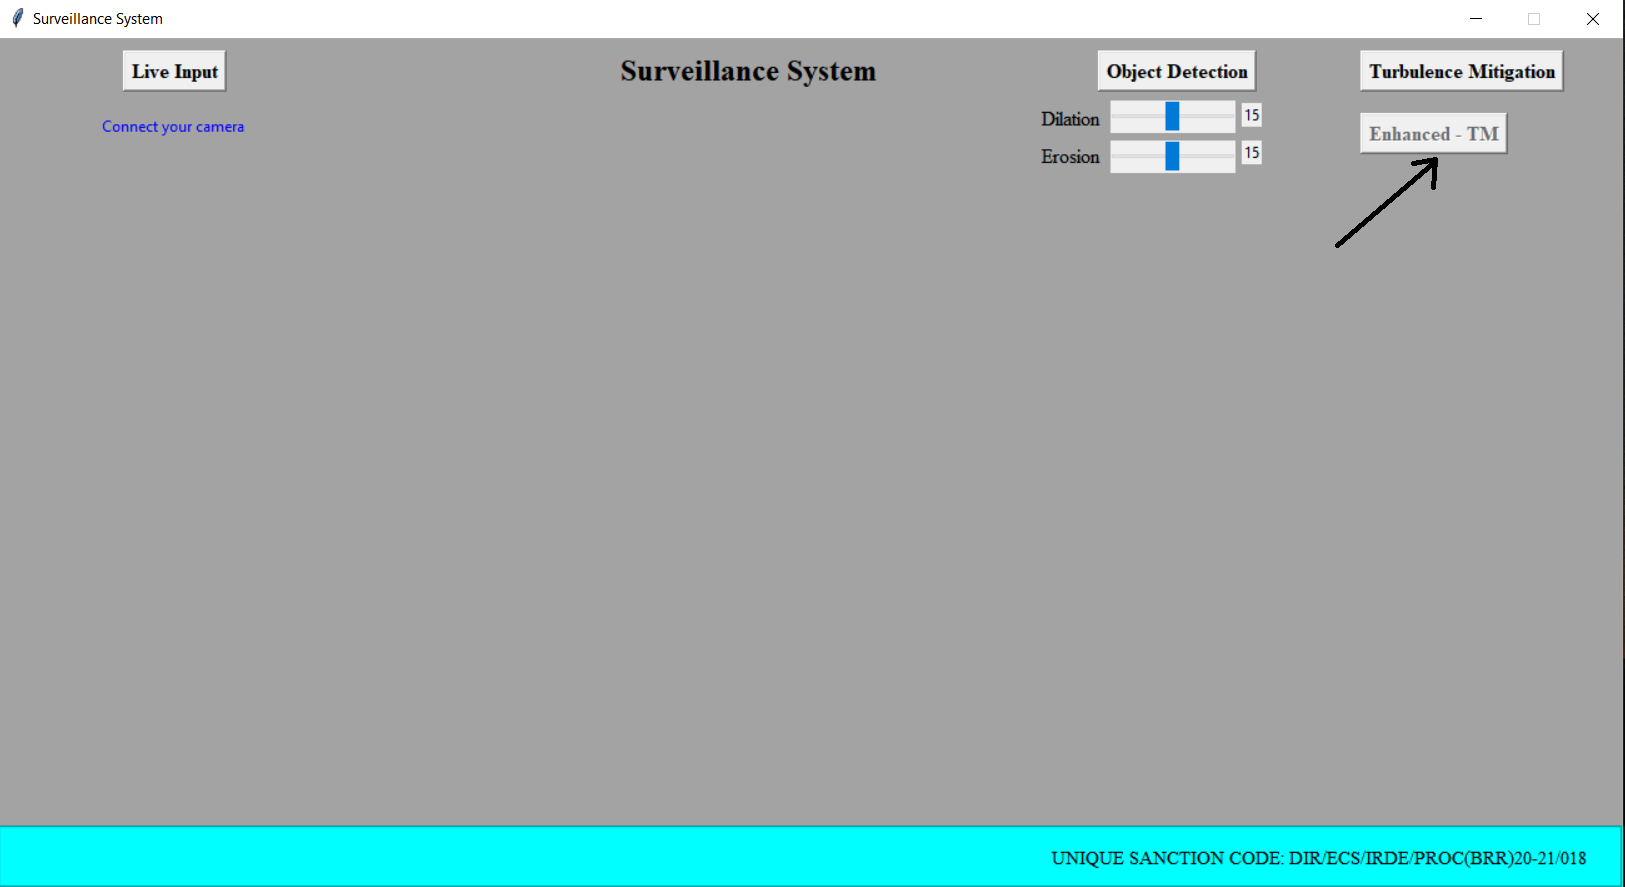 Surveillance System
Live Input
Surveillance System
Object Detection
Turbulence Mitigation
Connect your camera
Dilation
15
Enhanced - TM
Erosion
15
UNIQUE SANCTION CODE: DIR/ECS/IRDE/PROC(BRR)20-21/018